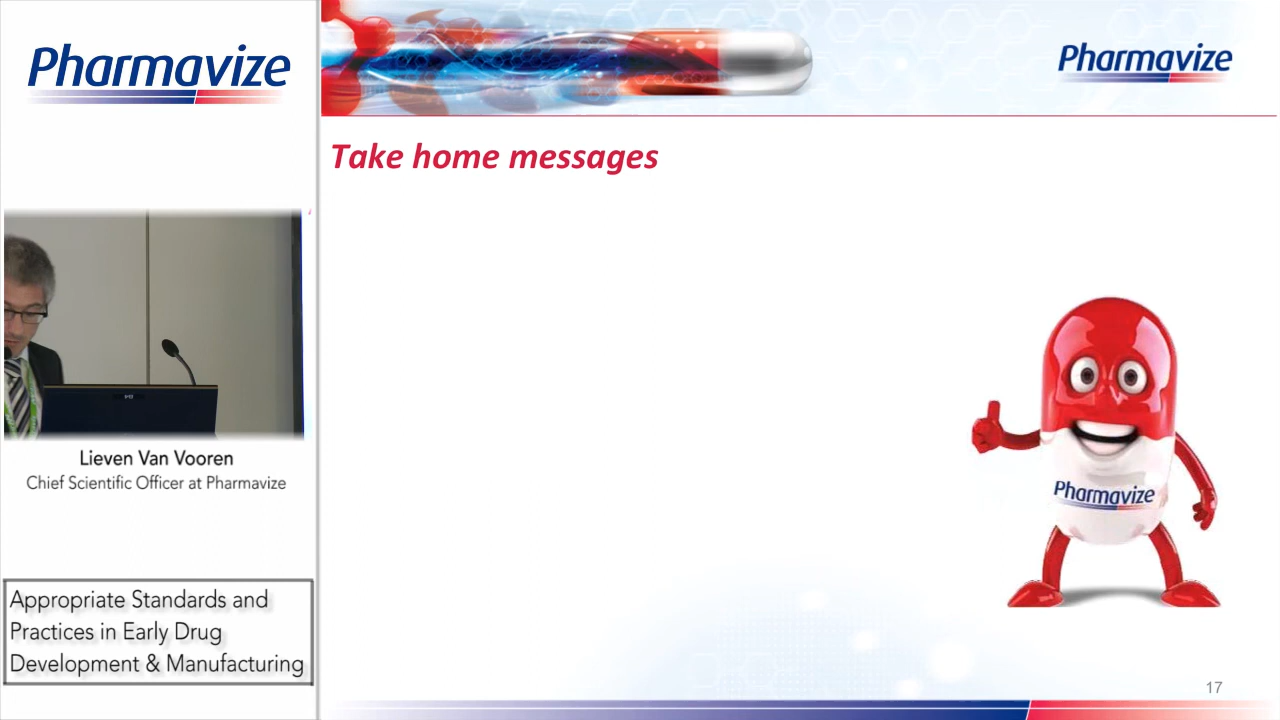 Pharmavize
Lieven Van Vooren
Chief Scientific Officer at Pharmavize
Appropriate Standards and
Practices in Early Drug
Development & Manufacturing
Pharmavize
Take home messages
Pharmavize
17